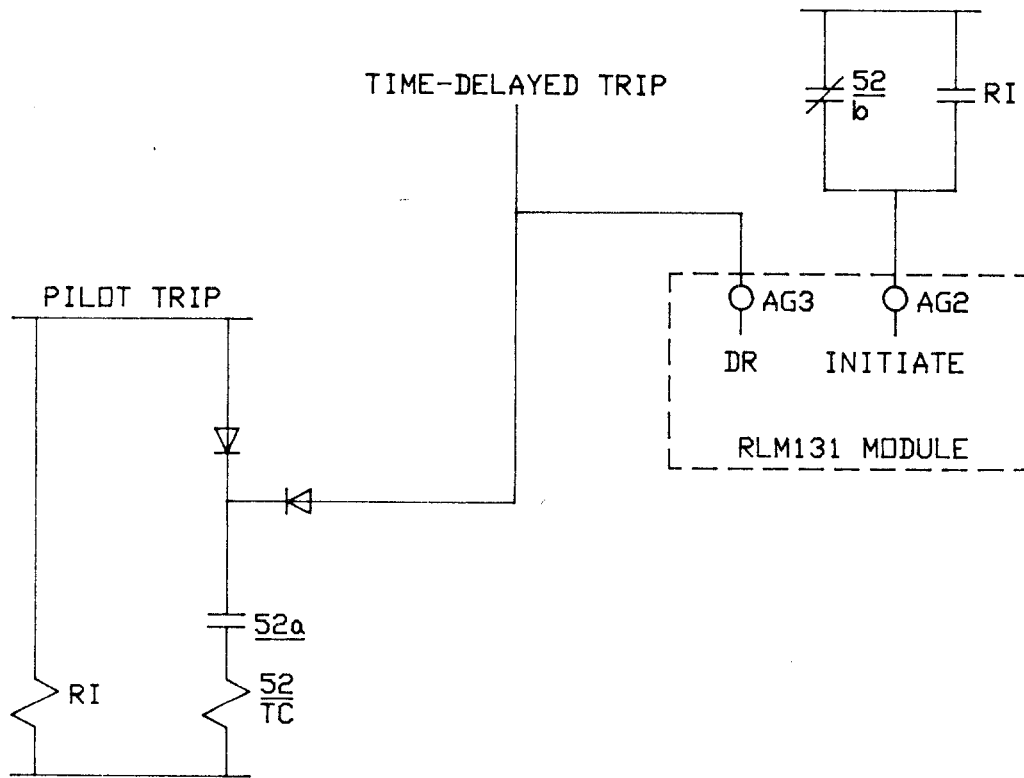 TIME-DELAYED TRIP
52
b
RI
PILOT TRIP
AG3
AG2
DR
INITIATE
RLM131 MODULE
52a
RI
52
TC